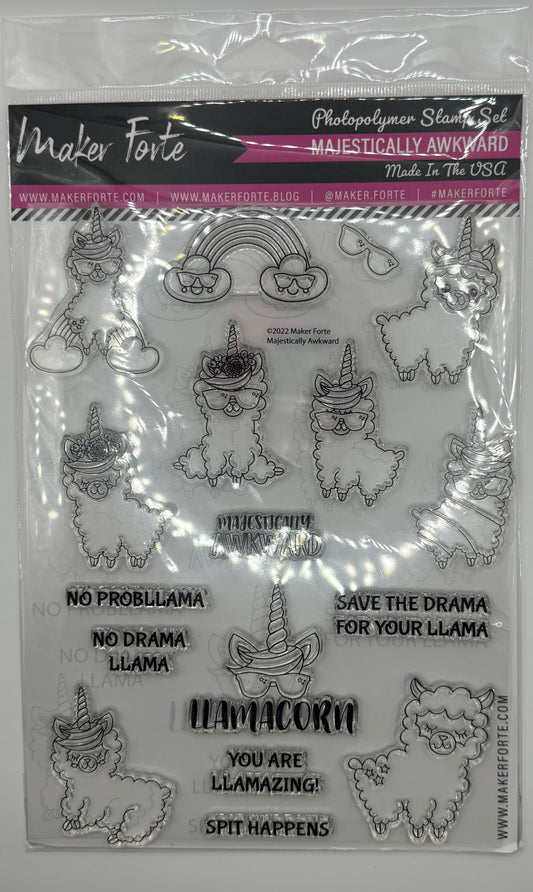 Maker Forte
Photopolymer Stamp Set
MAJESTICALLY AWKWARD
Made In The USA
WWW.MAKERFORTE.COM | WWW.MAKERFORTE.BLOG | @MAKER.FORTE | #MAKERFORTE
©2022 Maker Forte
Majestically Awkward
MAJESTICALLY
AWKWARD
NO PROBLLAMA
NO DRAMA
LLAMA
SAVE THE DRAMA
FOR YOUR LLAMA
LLAMACORN
YOU ARE
LLAMAZING!
SPIT HAPPENS
WWW.MAKERFORTE.COM